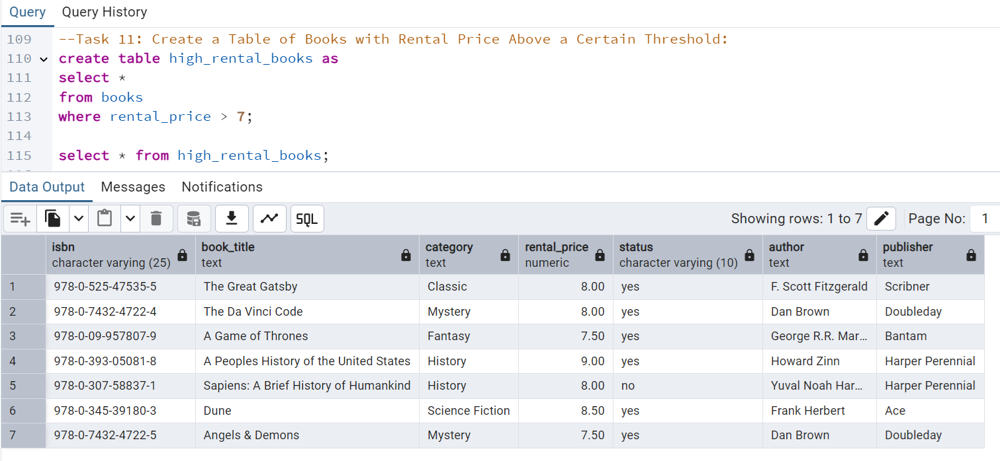 Query Query History
109 --Task 11: Create a Table of Books with Rental Price Above a Certain Threshold:
110 create table high_rental_books as
111 select *
112 from books
113 where rental_price > 7;
114
115 select * from high_rental_books;
Data Output Messages Notifications
SQL Showing rows: 1 to 7 Page No: 1
isbn book_title category rental_price status author publisher
character varying (25) text text numeric character varying (10) text text
1 978-0-525-47535-5 The Great Gatsby Classic 8.00 yes F. Scott Fitzgerald Scribner
2 978-0-7432-4722-4 The Da Vinci Code Mystery 8.00 yes Dan Brown Doubleday
3 978-0-09-957807-9 A Game of Thrones Fantasy 7.50 yes George R.R. Mar... Bantam
4 978-0-393-05081-8 A Peoples History of the United States History 9.00 yes Howard Zinn Harper Perennial
5 978-0-307-58837-1 Sapiens: A Brief History of Humankind History 8.00 no Yuval Noah Har... Harper Perennial
6 978-0-345-39180-3 Dune Science Fiction 8.50 yes Frank Herbert Ace
7 978-0-7432-4722-5 Angels & Demons Mystery 7.50 yes Dan Brown Doubleday